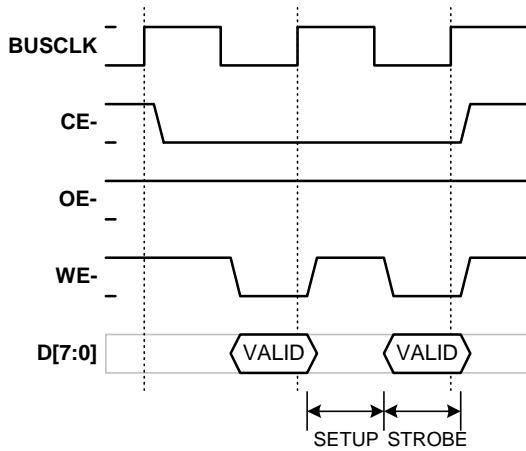 BUSCLK
CE-
OE-
WE-
D[7:0] VALID VALID
SETUP STROBE